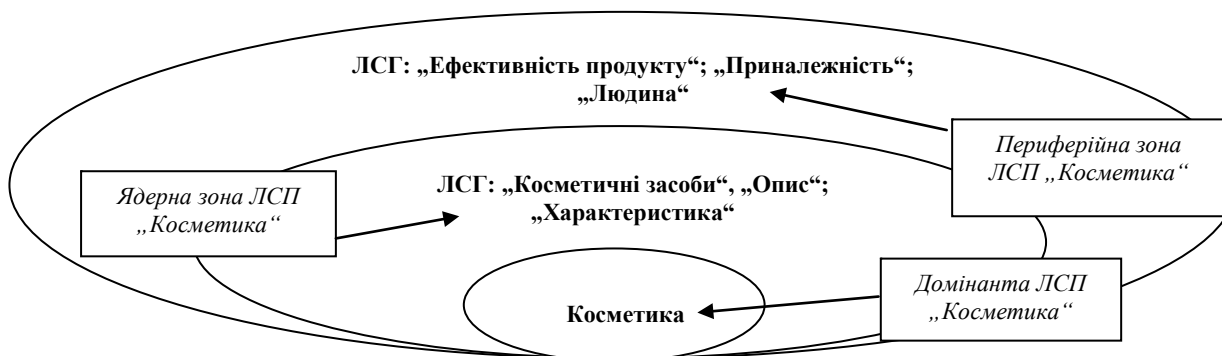 ЛСГ: „Ефективність продукту“; „Приналежність“;
„Людина“
Периферійна зона
ЛСП „Косметика“
Ядерна зона ЛСП
„Косметика“
ЛСГ: „Косметичні засоби“, „Опис“;
„Характеристика“
Домінанта ЛСП
„Косметика“
Косметика